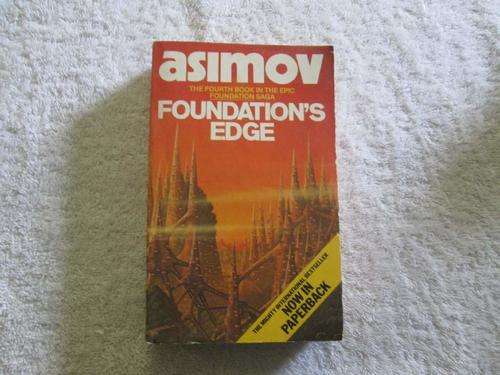 asimov
THE FOURTH BOOK IN THE EPIC
FOUNDATION SAGA
FOUNDATION'S
EDGE
THE MIGHTY INTERNATIONAL BESTSELLER
NOW IN
PAPERBACK